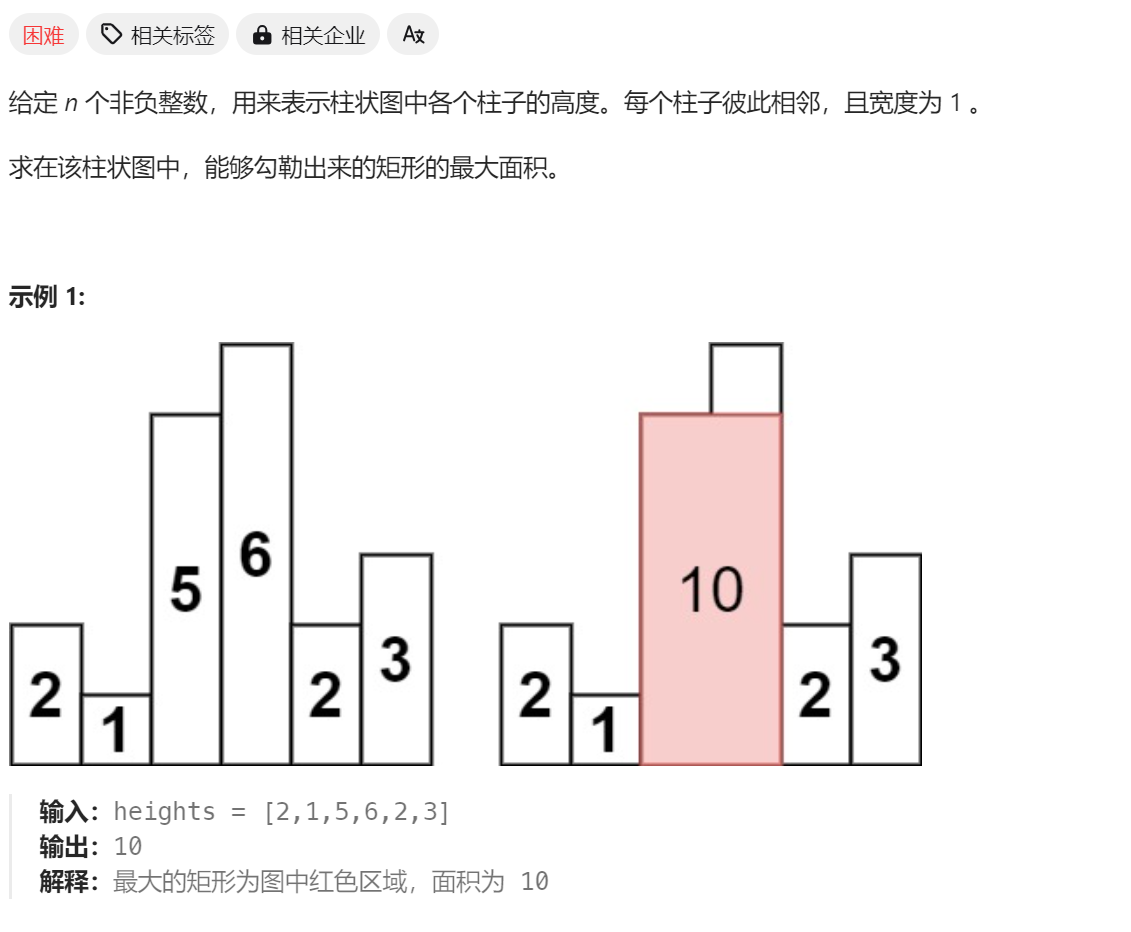 困难 相关标签 相关企业
给定 n 个非负整数，用来表示柱状图中各个柱子的高度。每个柱子彼此相邻，且宽度为 1 。
求在该柱状图中，能够勾勒出来的矩形的最大面积。
示例 1:
2 1 5 6 2 3
2 1 10 2 3
输入：heights = [2,1,5,6,2,3]
输出：10
解释：最大的矩形为图中红色区域，面积为 10